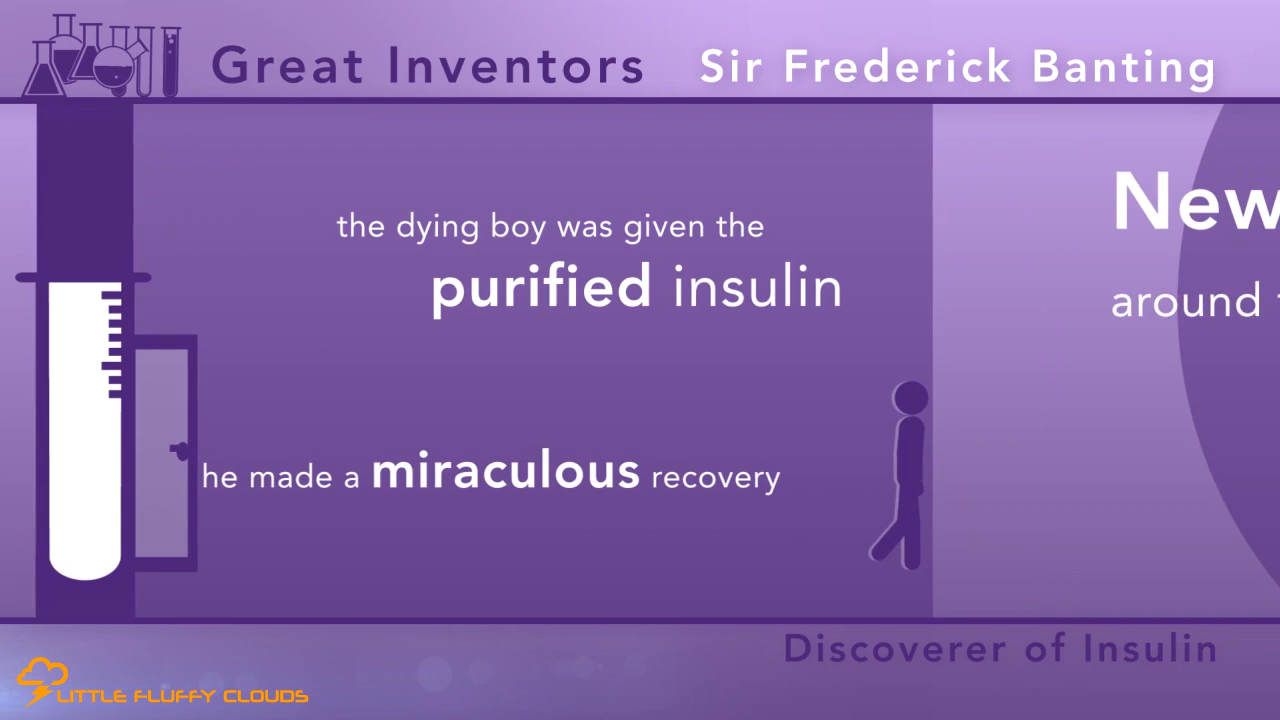 Great Inventors Sir Frederick Banting
the dying boy was given the
purified insulin
he made a miraculous recovery
New
around
Discoverer of Insulin
LITTLE FLUFFY CLOUDS